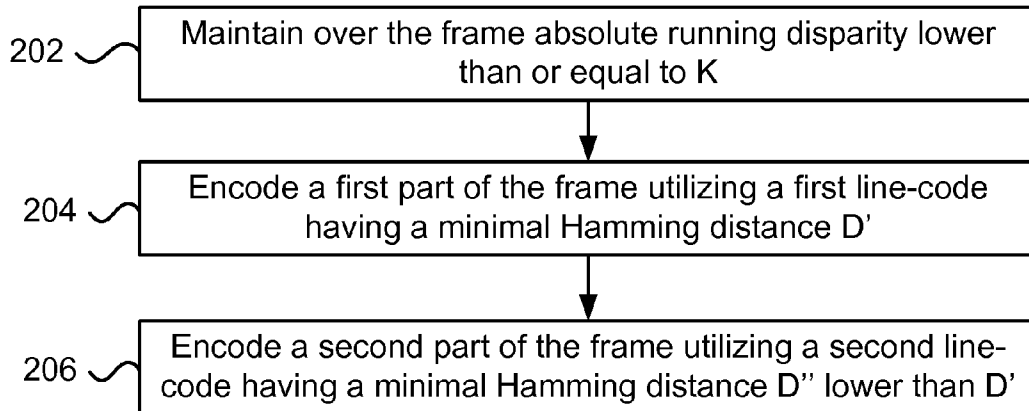 202
Maintain over the frame absolute running disparity lower
than or equal to K
204
Encode a first part of the frame utilizing a first line-code
having a minimal Hamming distance D’
206
Encode a second part of the frame utilizing a second line-
code having a minimal Hamming distance D’’ lower than D’